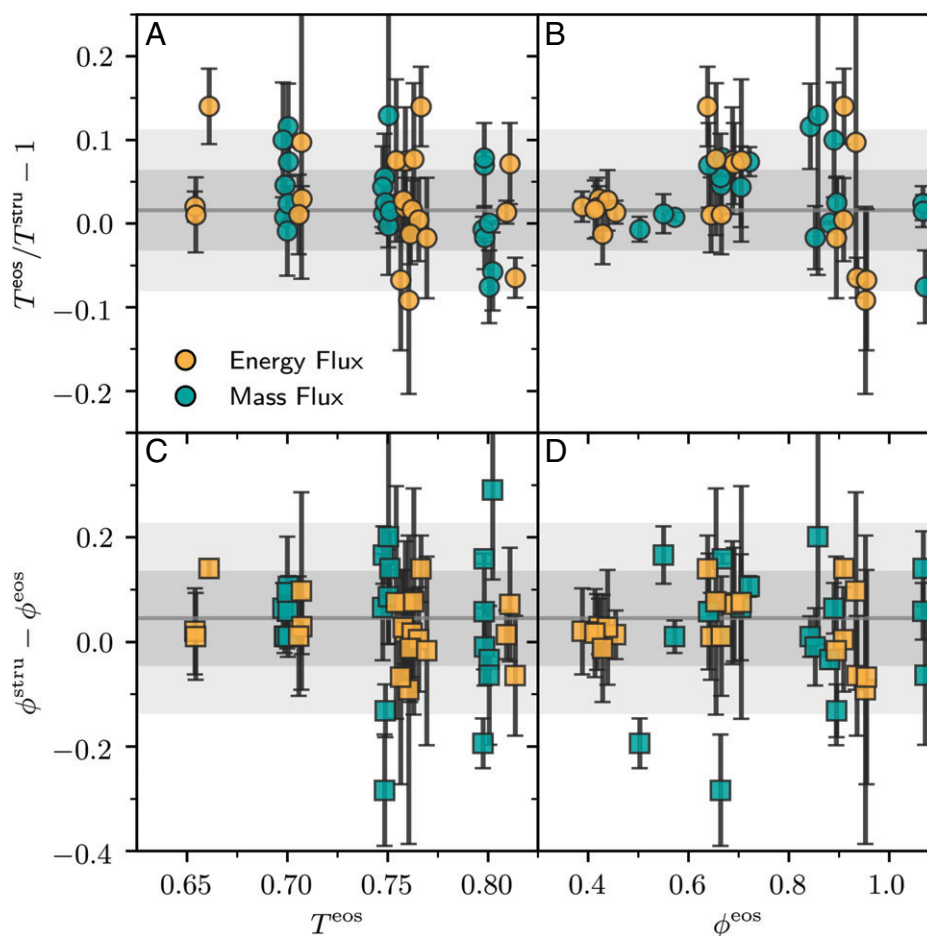 A
B
0.2
0.1
0.0
−0.1
−0.2
T^eos/T^stru − 1
Energy Flux
Mass Flux
C
D
0.2
0.0
−0.2
−0.4
ϕ^stru − ϕ^eos
0.65 0.70 0.75 0.80
0.4 0.6 0.8 1.0
T^eos
ϕ^eos